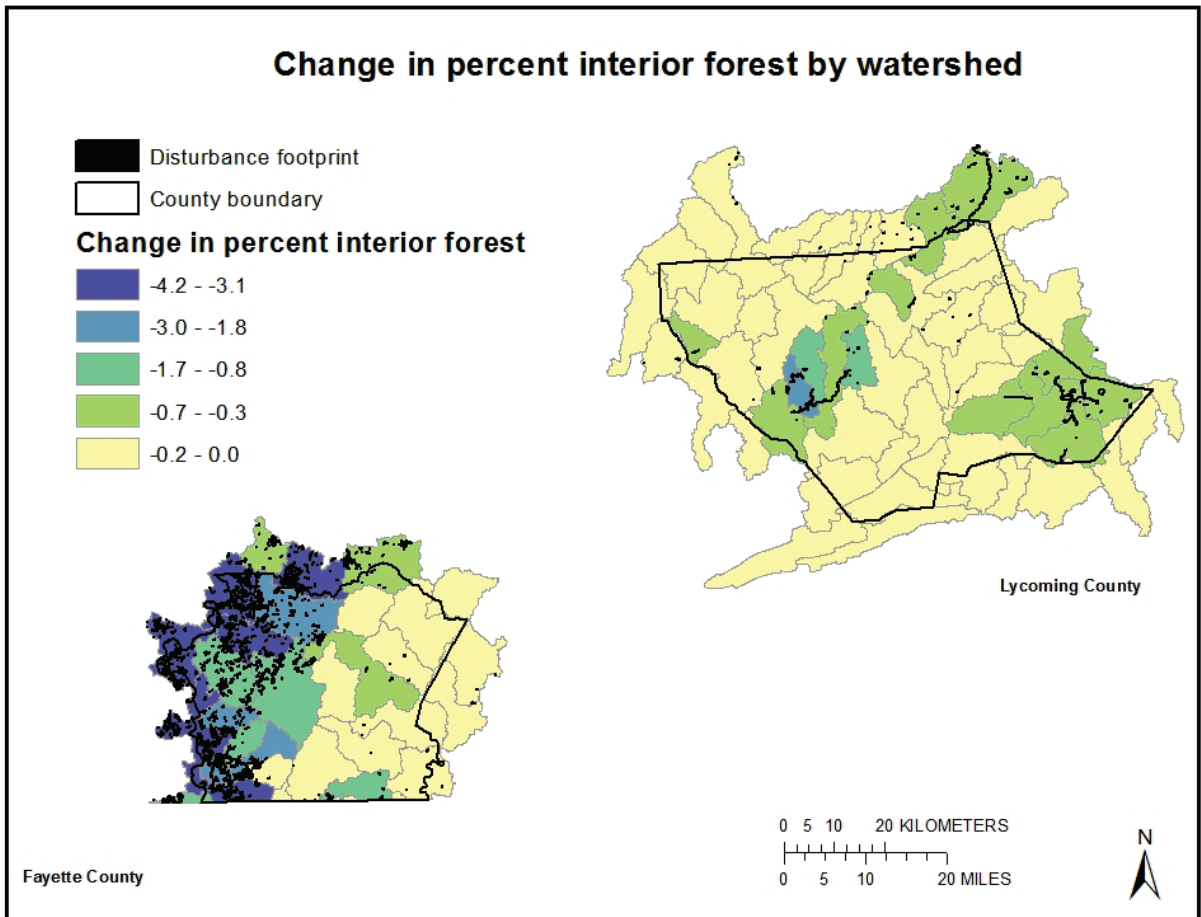 Change in percent interior forest by watershed
Disturbance footprint
County boundary
Change in percent interior forest
-4.2 - -3.1
-3.0 - -1.8
-1.7 - -0.8
-0.7 - -0.3
-0.2 - 0.0
Lycoming County
Fayette County
0 5 10 20 KILOMETERS
0 5 10 20 MILES
N